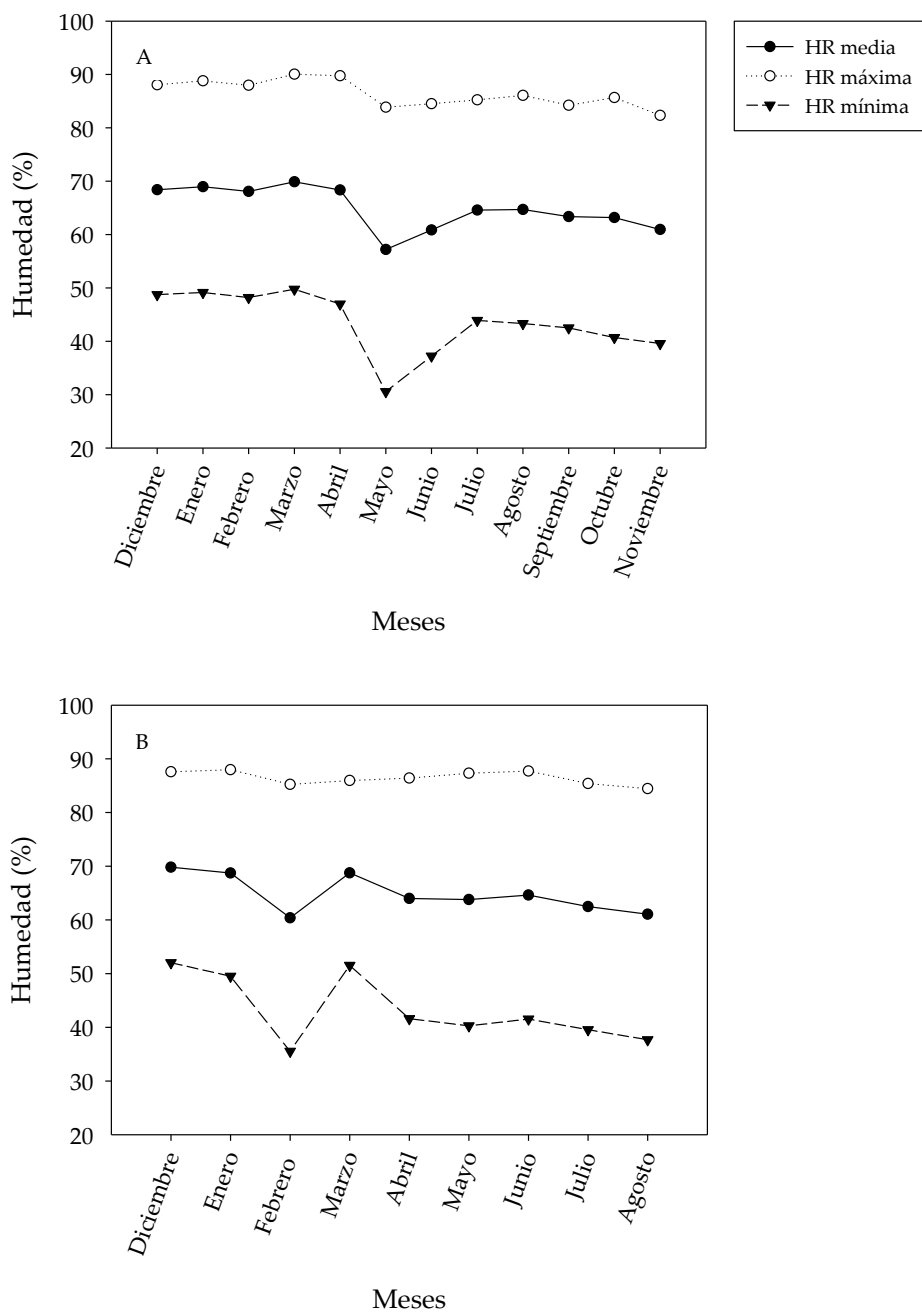 A
HR media
HR máxima
HR mínima
Humedad (%)
100
90
80
70
60
50
40
30
20
Diciembre
Enero
Febrero
Marzo
Abril
Mayo
Junio
Julio
Agosto
Septiembre
Octubre
Noviembre
Meses
B
Humedad (%)
100
90
80
70
60
50
40
30
20
Diciembre
Enero
Febrero
Marzo
Abril
Mayo
Junio
Julio
Agosto
Meses